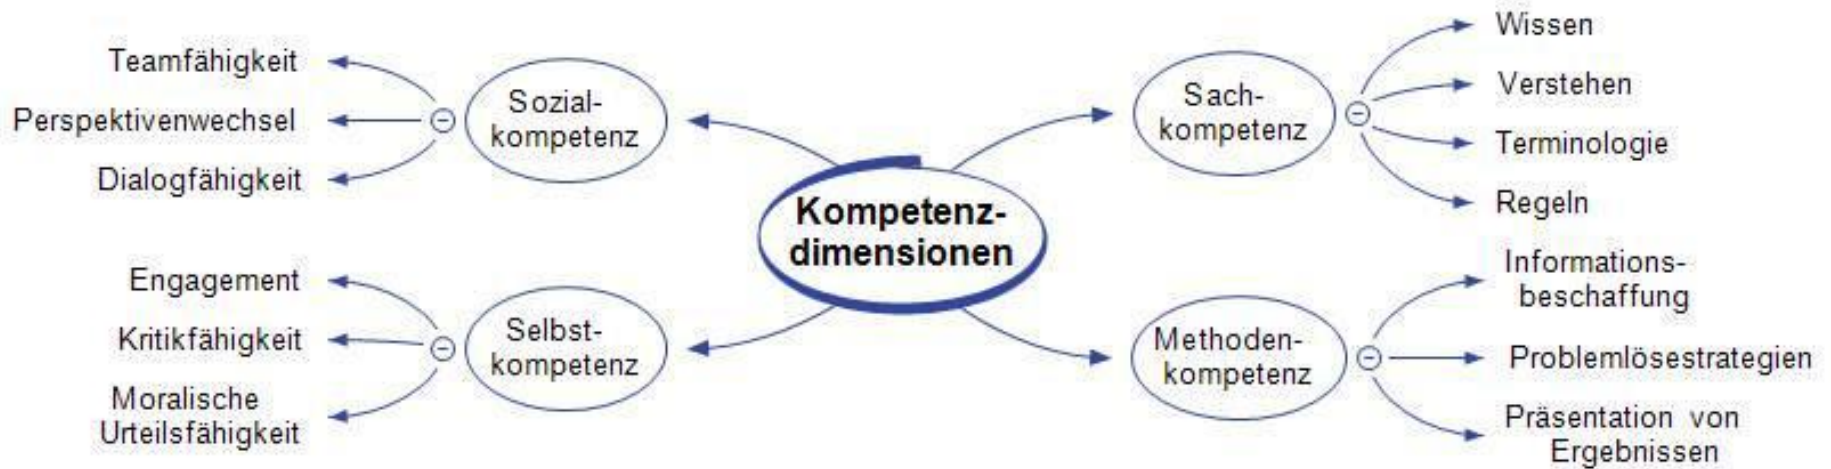 Kompetenz-
dimensionen
Sozial-
kompetenz
Teamfähigkeit
Perspektivenwechsel
Dialogfähigkeit
Selbst-
kompetenz
Engagement
Kritikfähigkeit
Moralische
Urteilsfähigkeit
Sach-
kompetenz
Wissen
Verstehen
Terminologie
Regeln
Methoden-
kompetenz
Informations-
beschaffung
Problemlösestrategien
Präsentation von
Ergebnissen